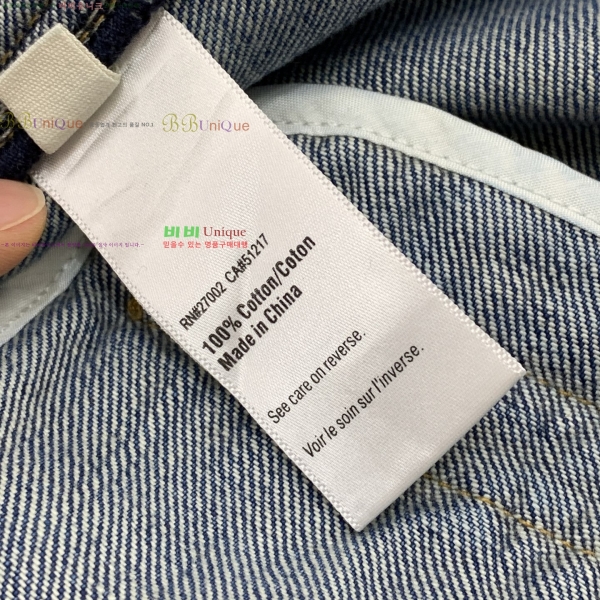 BBUniQue
BBUniQue
비비 Unique
믿을수 있는 명품구매대행
RN#27002 CA#51217
100% Cotton/Coton
Made in China
See care on reverse.
Voir le soin sur l'inverse.